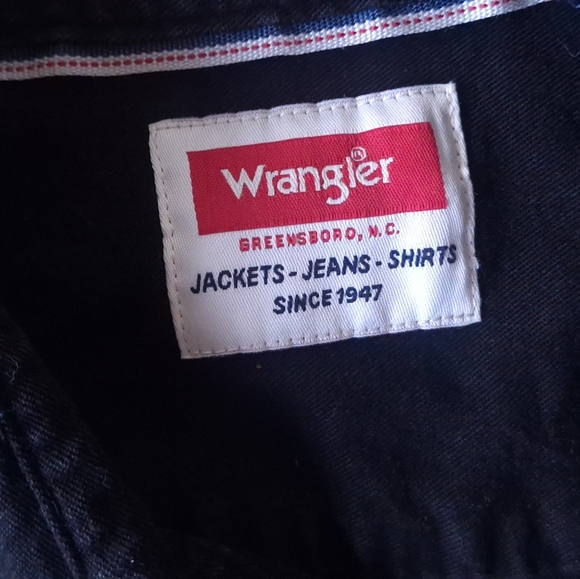 Wrangler
GREENSBORO, N.C.
JACKETS - JEANS - SHIRTS
SINCE 1947